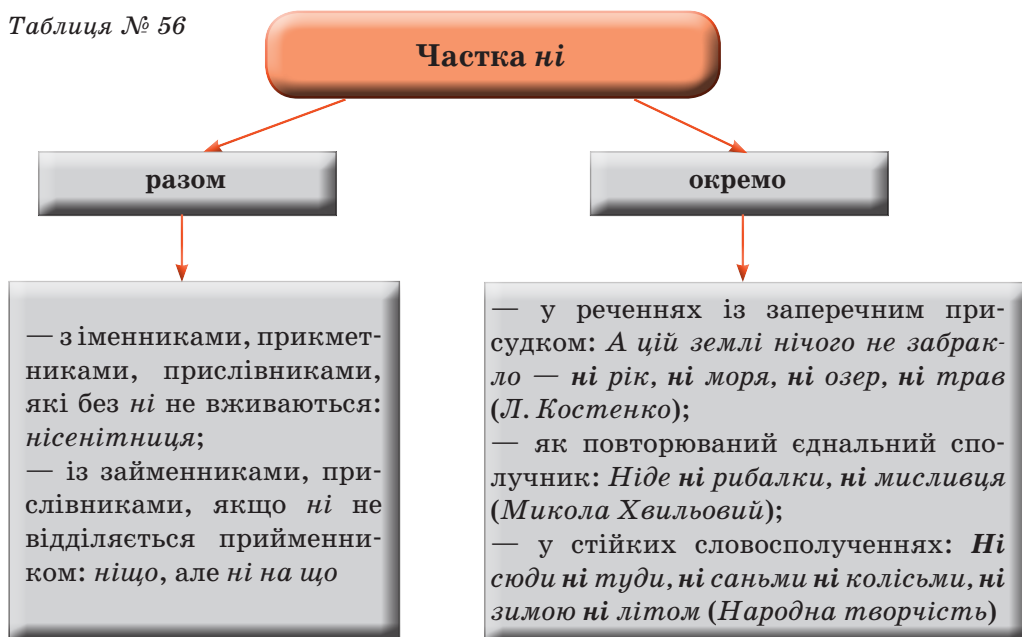 Таблиця № 56
Частка ні
разом
окремо
— з іменниками, прикмет-
никами, прислівниками,
які без ні не вживаються:
нісенітниця;
— із займенниками, при-
слівниками, якщо ні не
відділяється прийменни-
ком: ніщо, але ні на що
— у реченнях із заперечним при-
судком: А цій землі нічого не забрак-
ло — ні рік, ні моря, ні озер, ні трав
(Л. Костенко);
— як повторюваний єднальний спо-
лучник: Ніде ні рибалки, ні мисливця
(Микола Хвильовий);
— у стійких словосполученнях: Ні
сюди ні туди, ні саньми ні колісьми, ні
зимою ні літом (Народна творчість)